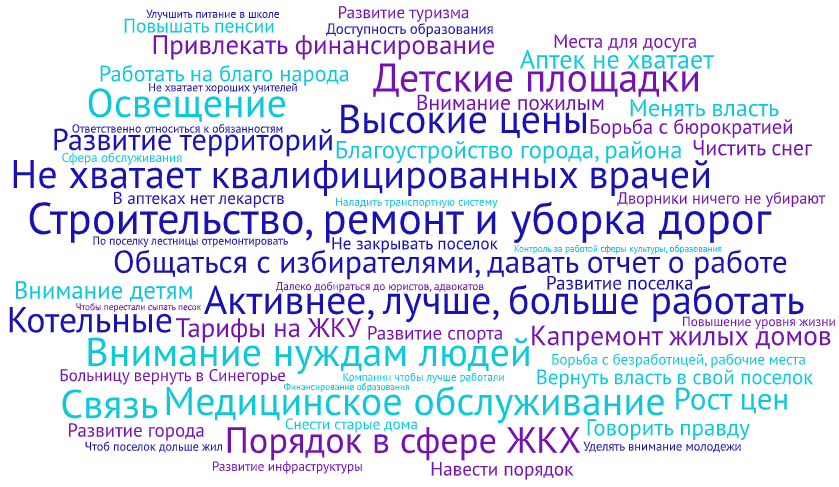 Улучшить питание в школе
Развитие туризма
Повышать пенсии
Доступность образования
Привлекать финансирование
Места для досуга
Аптек не хватает
Работать на благо народа
Детские площадки
Не хватает хороших учителей
Освещение
Внимание пожилым
Менять власть
Высокие цены
Ответственно относиться к обязанностям
Борьба с бюрократией
Развитие территорий
Благоустройство города, района
Чистить снег
Сфера обслуживания
Не хватает квалифицированных врачей
В аптеках нет лекарств
Наладить транспортную систему
Дворники ничего не убирают
Строительство, ремонт и уборка дорог
По поселку лестницы отремонтировать
Не закрывать поселок
Контроль за работой сферы культуры, образования
Общаться с избирателями, давать отчет о работе
Внимание детям
Далеко добираться до юристов, адвокатов
Развитие поселка
Чтобы перестали сыпать песок
Активнее, лучше, больше работать
Котельные
Тарифы на ЖКУ
Развитие спорта
Повышение уровня жизни
Капремонт жилых домов
Внимание нуждам людей
Борьба с безработицей, рабочие места
Больницу вернуть в Синегорье
Компании чтобы лучше работали
Вернуть власть в свой поселок
Финансирование образования
Связь
Медицинское обслуживание
Рост цен
Развитие города
Снести старые дома
Говорить правду
Порядок в сфере ЖКХ
Чтоб поселок дольше жил
Уделять внимание молодежи
Развитие инфраструктуры
Навести порядок